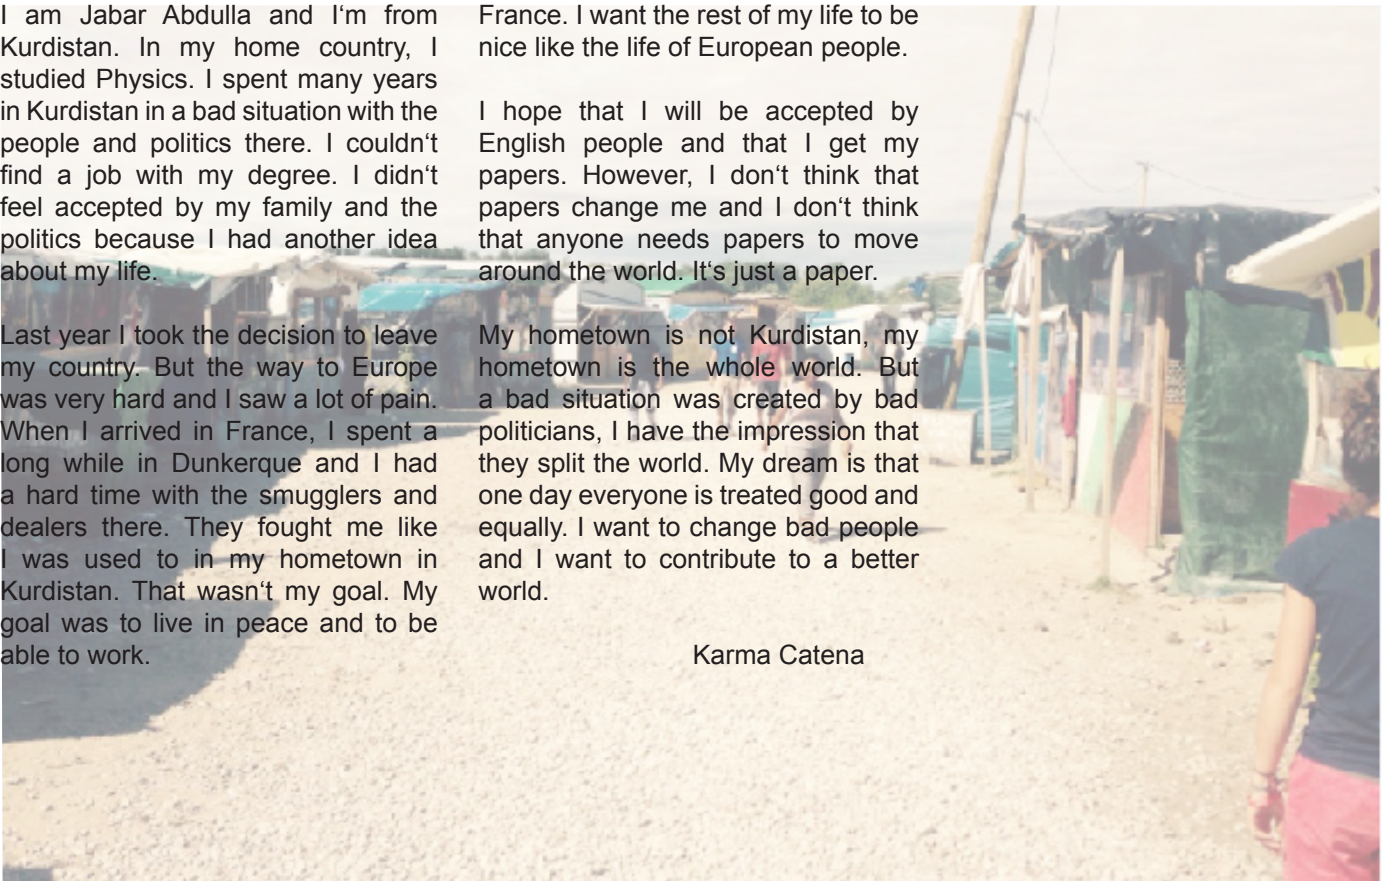 I am Jabar Abdulla and I‘m from
Kurdistan. In my home country, I
studied Physics. I spent many years
in Kurdistan in a bad situation with the
people and politics there. I couldn‘t
find a job with my degree. I didn‘t
feel accepted by my family and the
politics because I had another idea
about my life.

Last year I took the decision to leave
my country. But the way to Europe
was very hard and I saw a lot of pain.
When I arrived in France, I spent a
long while in Dunkerque and I had
a hard time with the smugglers and
dealers there. They fought me like
I was used to in my hometown in
Kurdistan. That wasn‘t my goal. My
goal was to live in peace and to be
able to work.

France. I want the rest of my life to be
nice like the life of European people.

I hope that I will be accepted by
English people and that I get my
papers. However, I don‘t think that
papers change me and I don‘t think
that anyone needs papers to move
around the world. It‘s just a paper.

My hometown is not Kurdistan, my
hometown is the whole world. But
a bad situation was created by bad
politicians, I have the impression that
they split the world. My dream is that
one day everyone is treated good and
equally. I want to change bad people
and I want to contribute to a better
world.

Karma Catena